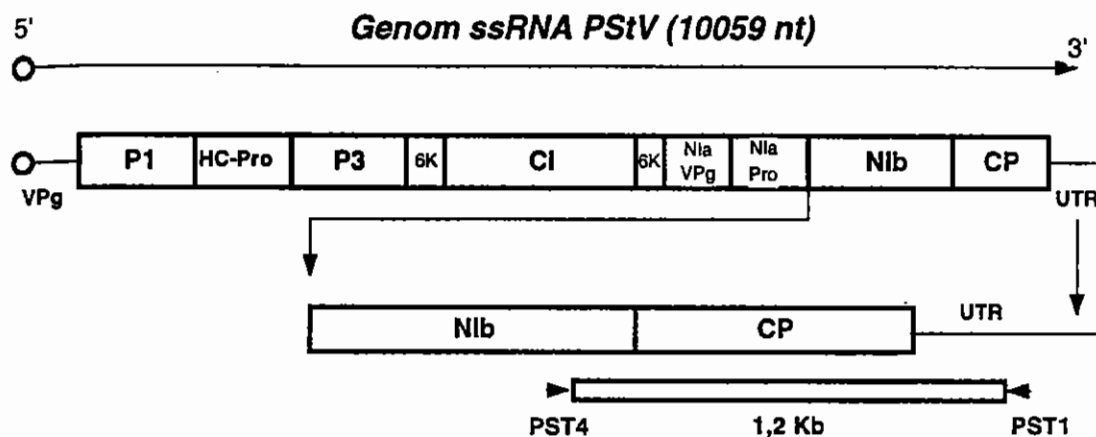 5' Genom ssRNA PStV (10059 nt) 3'
P1 HC-Pro P3 6K CI 6K NIa VPg NIa Pro NIb CP
VPg UTR
NIb CP UTR
PST4 1,2 Kb PST1